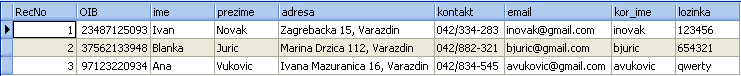 RecNo OIB ime prezime adresa kontakt email kor_ime lozinka
1 23487125093 Ivan Novak Zagrebacka 15, Varazdin 042/334-283 inovak@gmail.com inovak 123456
2 37562133948 Blanka Juric Marina Drzica 112, Varazdin 042/882-321 bjuric@gmail.com bjuric 654321
3 97123220934 Ana Vukovic Ivana Mazuranica 16, Varazdin 042/834-545 avukovic@gmail.com avukovic qwerty